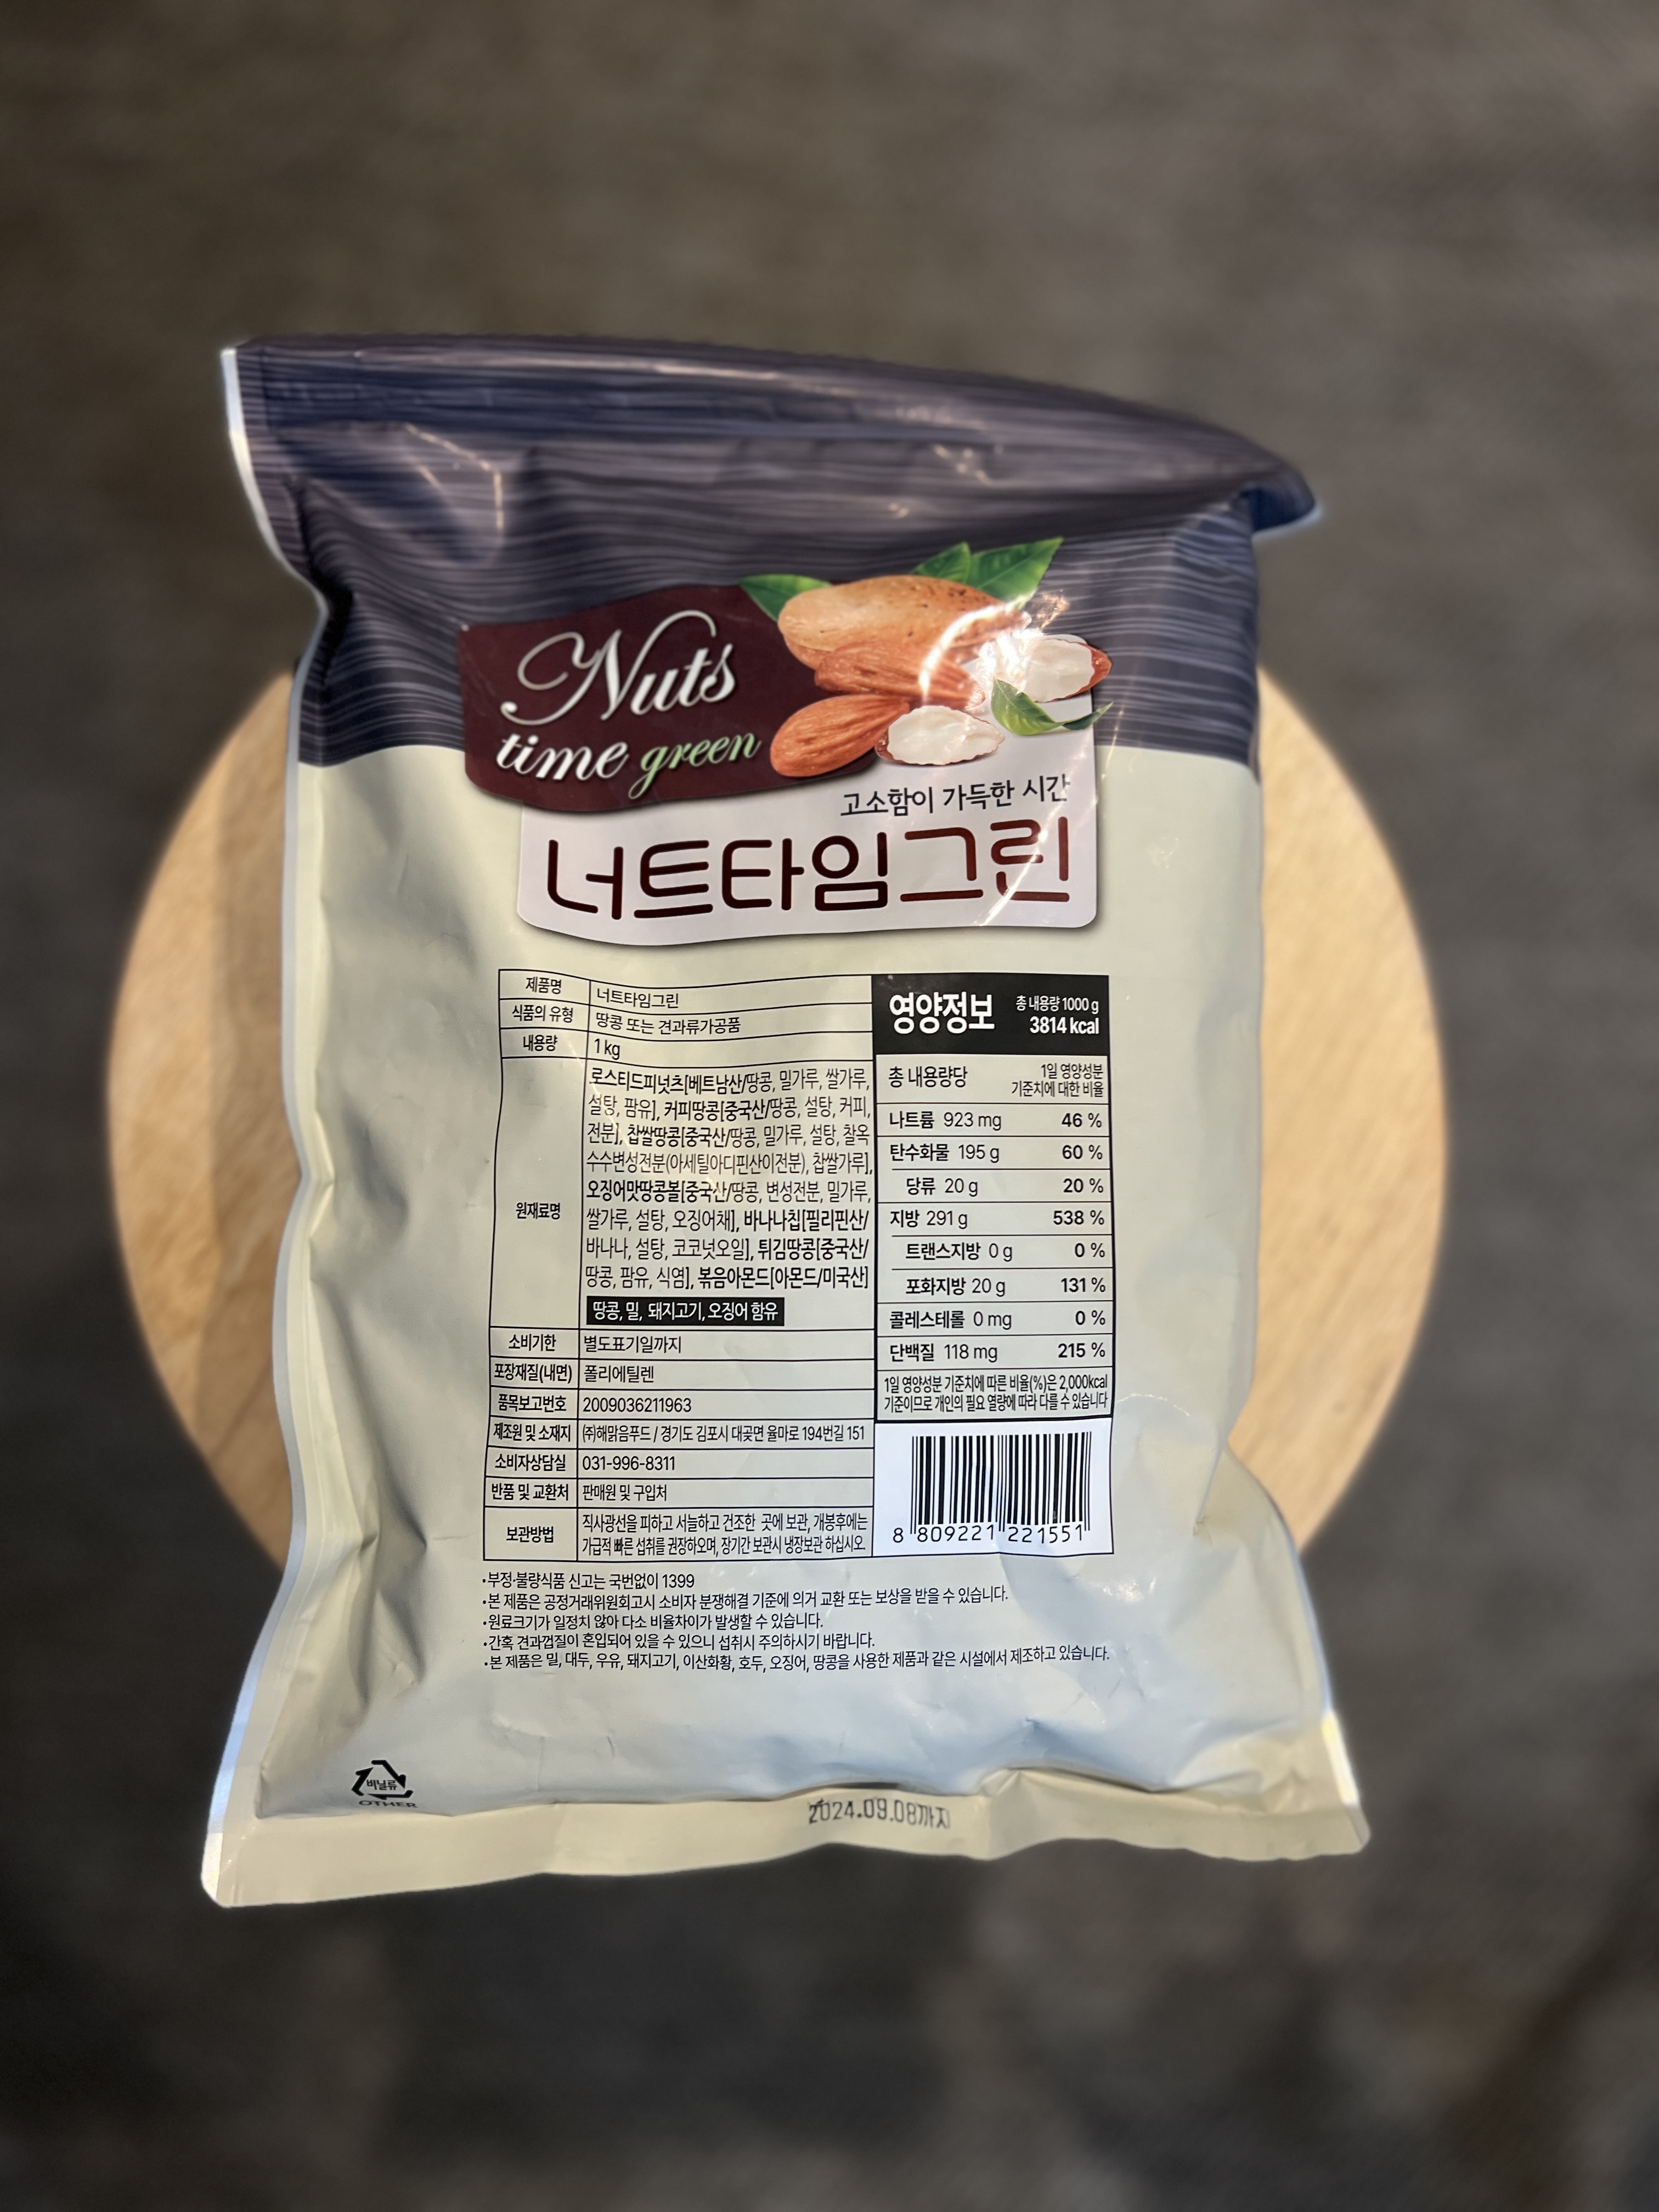 Nuts
time green
고소함이 가득한 시간
너트타임그린
제품명 너트타임그린
식품의 유형 땅콩 또는 견과류가공품
내용량 1 kg
원재료명
로스티드피넛츠[베트남산/땅콩, 밀가루, 쌀가루,
설탕, 팜유], 커피땅콩[중국산/땅콩, 설탕, 커피,
전분], 찹쌀땅콩[중국산/땅콩, 밀가루, 설탕, 찰옥
수수변성전분(아세틸아디핀산이전분), 찹쌀가루],
오징어맛땅콩볼[중국산/땅콩, 변성전분, 밀가루,
쌀가루, 설탕, 오징어채], 바나나칩[필리핀산/
바나나, 설탕, 코코넛오일], 튀김땅콩[중국산/
땅콩, 팜유, 식염], 볶음아몬드[아몬드/미국산]
땅콩, 밀, 돼지고기, 오징어 함유
소비기한 별도표기일까지
포장재질(내면) 폴리에틸렌
품목보고번호 2009036211963
제조원 및 소재지 ㈜해맑음푸드 / 경기도 김포시 대곶면 율마로 194번길 151
소비자상담실 031-996-8311
반품 및 교환처 판매원 및 구입처
보관방법
직사광선을 피하고 서늘하고 건조한 곳에 보관, 개봉후에는
가급적 빠른 섭취를 권장하오며, 장기간 보관시 냉장보관 하십시오.
영양정보
총 내용량 1000 g
3814 kcal
총 내용량당
1일 영양성분
기준치에 대한 비율
나트륨 923 mg 46 %
탄수화물 195 g 60 %
당류 20 g 20 %
지방 291 g 538 %
트랜스지방 0 g 0 %
포화지방 20 g 131 %
콜레스테롤 0 mg 0 %
단백질 118 mg 215 %
1일 영양성분 기준치에 따른 비율(%)은 2,000kcal
기준이므로 개인의 필요 열량에 따라 다를 수 있습니다
8 809221 221551
•부정•불량식품 신고는 국번없이 1399
•본 제품은 공정거래위원회고시 소비자 분쟁해결 기준에 의거 교환 또는 보상을 받을 수 있습니다.
•원료크기가 일정치 않아 다소 비율차이가 발생할 수 있습니다.
•간혹 견과껍질이 혼입되어 있을 수 있으니 섭취시 주의하시기 바랍니다.
•본 제품은 밀, 대두, 우유, 돼지고기, 이산화황, 호두, 오징어, 땅콩을 사용한 제품과 같은 시설에서 제조하고 있습니다.
비닐류
OTHER
2024.09.08까지